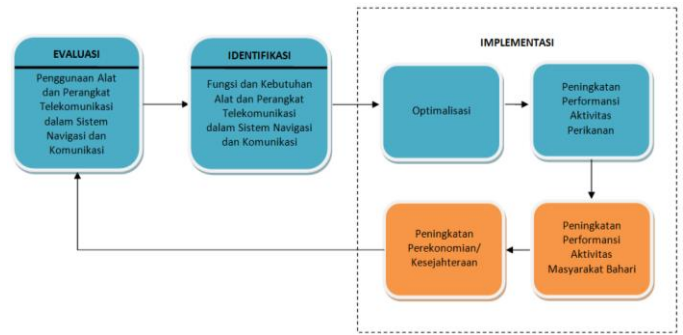 EVALUASI
Penggunaan Alat
dan Perangkat
Telekomunikasi
dalam Sistem
Navigasi dan
Komunikasi
IDENTIFIKASI
Fungsi dan Kebutuhan
Alat dan Perangkat
Telekomunikasi
dalam Sistem Navigasi
dan Komunikasi
IMPLEMENTASI
Optimalisasi
Peningkatan
Performansi
Aktivitas
Perikanan
Peningkatan
Performansi
Aktivitas
Masyarakat Bahari
Peningkatan
Perekonomian/
Kesejahteraan